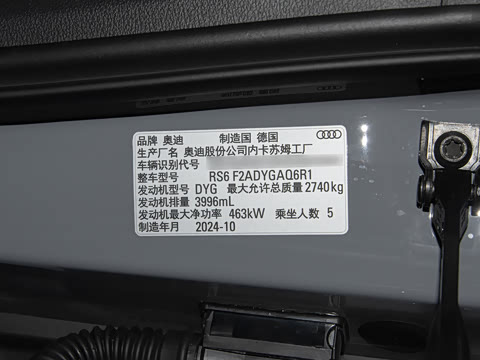 品牌 奥迪 制造国 德国
生产厂名 奥迪股份公司内卡苏姆工厂
车辆识别代号
整车型号 RS6 F2ADYGAQ6R1
发动机型号 DYG 最大允许总质量 2740kg
发动机排量 3996mL
发动机最大净功率 463kW 乘坐人数 5
制造年月 2024-10